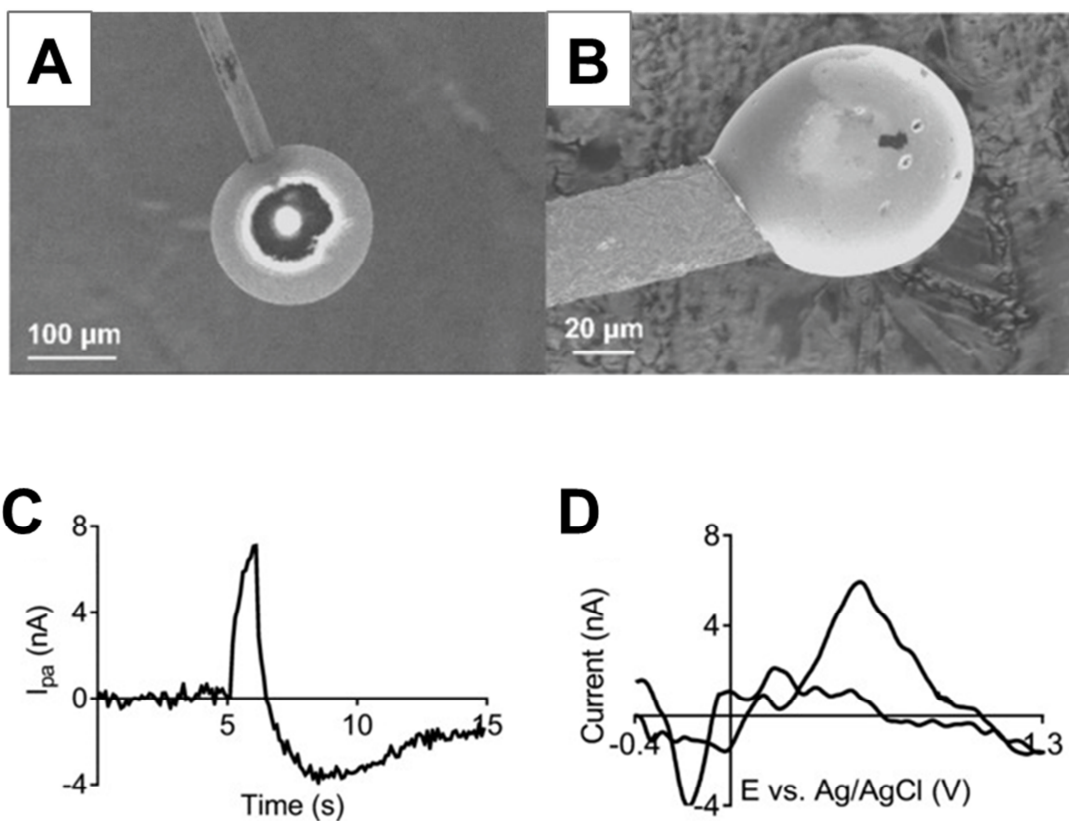 A
B
100 µm
20 µm
C
D
8
4
0
-4
5
10
15
Ipa (nA)
Time (s)
8
4
-4
-0.4
1.3
Current (nA)
E vs. Ag/AgCl (V)